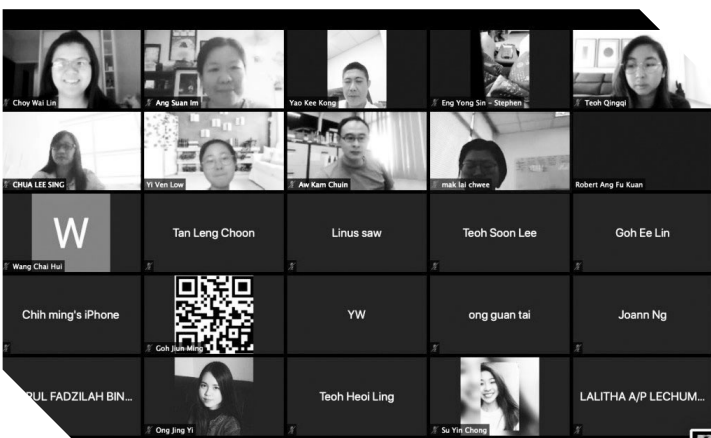 Choy Wai Lin
Ang Suan Im
Yao Kee Kong
Eng Yong Sin - Stephen
Teoh Qingqi
CHUA LEE SING
Yi Ven Low
Aw Kam Chuin
mak lai chwee
Robert Ang Fu Kuan
W
Wang Chai Hui
Tan Leng Choon
Linus saw
Teoh Soon Lee
Goh Ee Lin
Chih ming's iPhone
Goh Jiun Ming
YW
ong guan tai
Joann Ng
UL FADZILAH BIN...
Ong Jing Yi
Teoh Heoi Ling
Su Yin Chong
LALITHA A/P LECHUM...